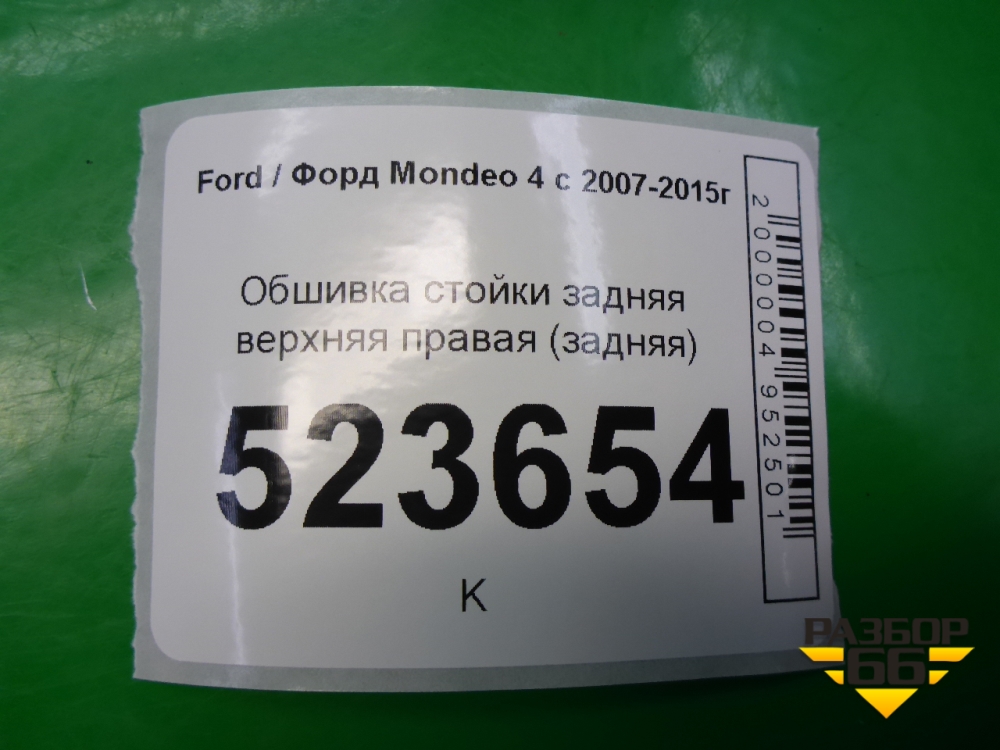 Ford / Форд Mondeo 4 с 2007-2015г
Обшивка стойки задняя
верхняя правая (задняя)
523654
К
2000004952501
РАЗБОР
66